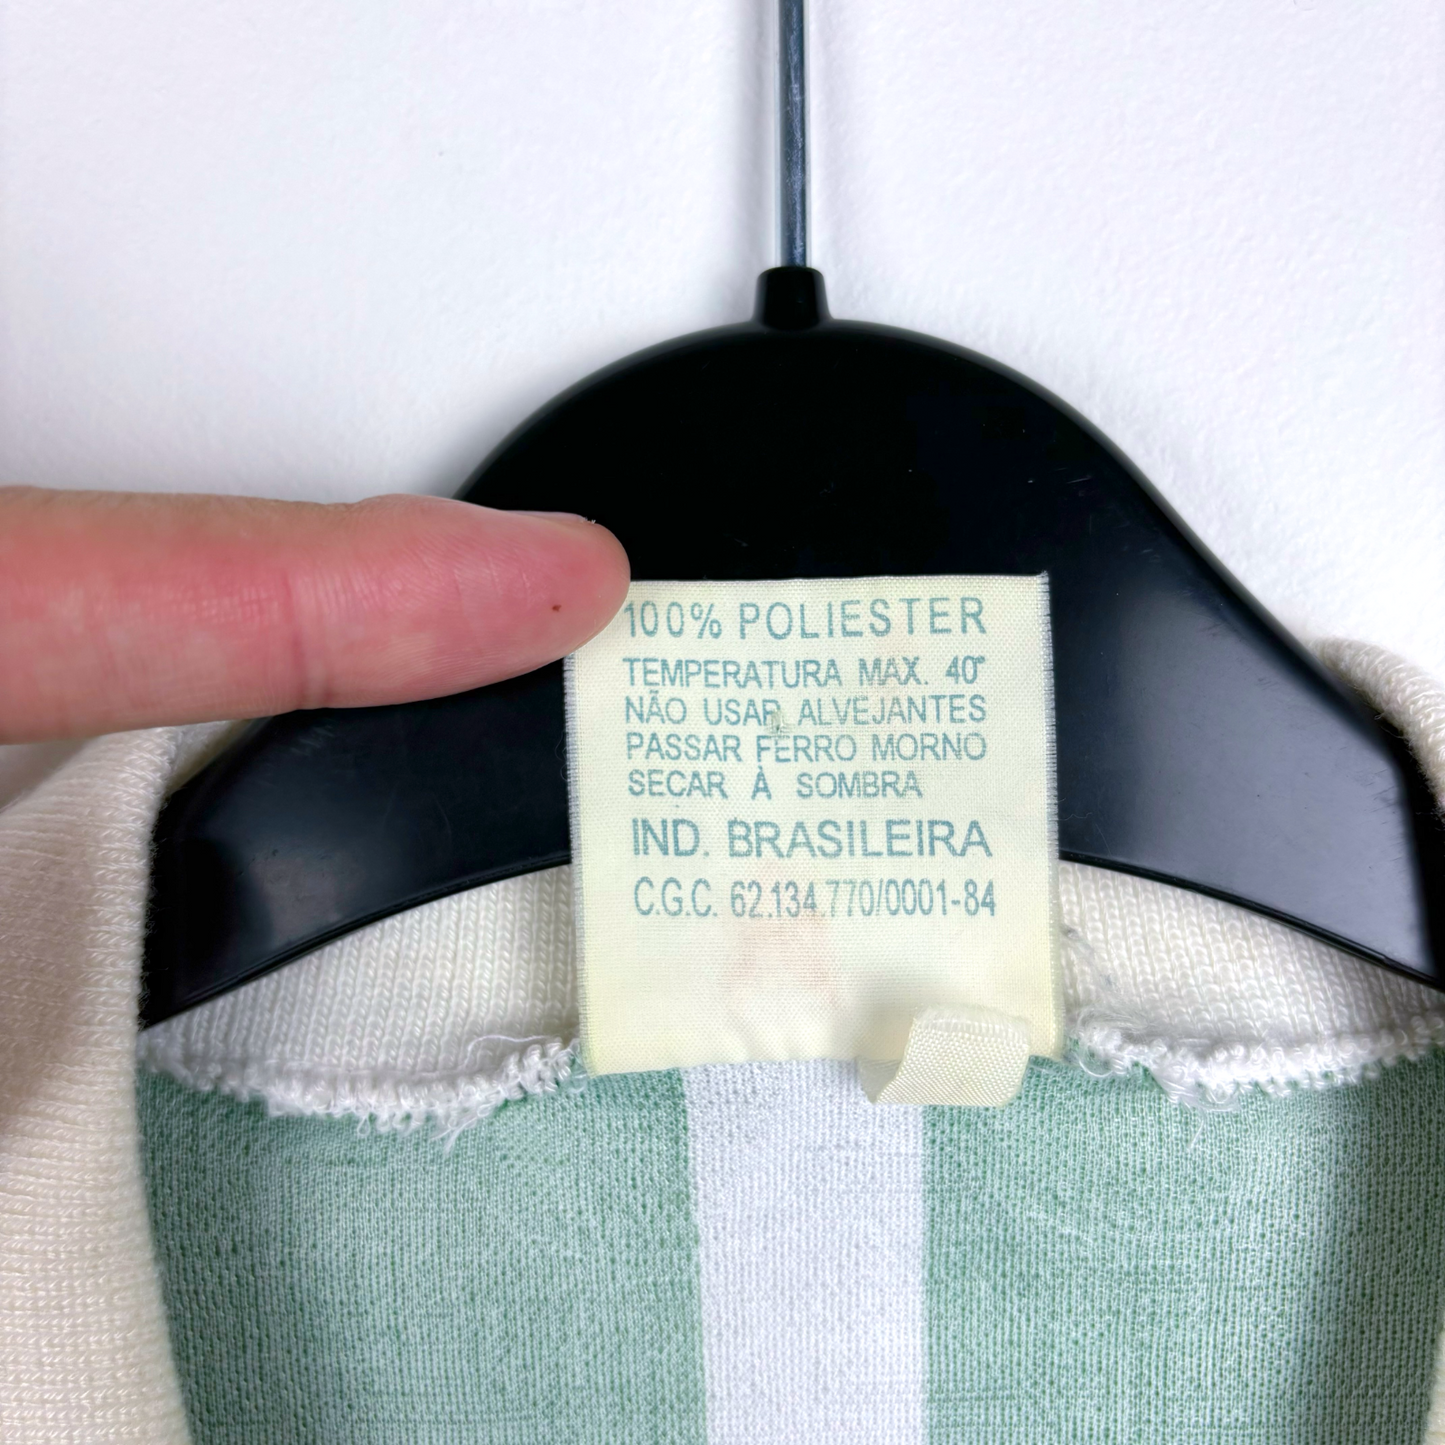 100% POLIESTER
TEMPERATURA MAX. 40°
NÃO USAR ALVEJANTES
PASSAR FERRO MORNO
SECAR À SOMBRA
IND. BRASILEIRA
C.G.C. 62.134.770/0001-84